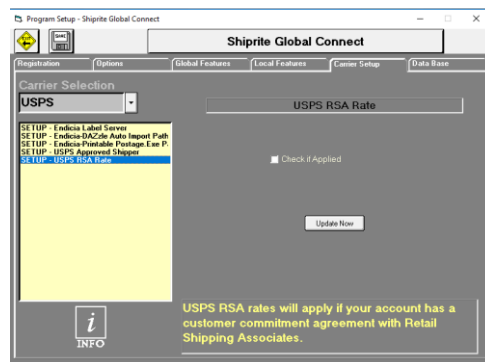 Program Setup - Shiprite Global Connect
Shiprite Global Connect
Registration
Options
Global Features
Local Features
Carrier Setup
Data Base
Carrier Selection
USPS
USPS RSA Rate
SETUP - Endicia Label Server
SETUP - Endicia-DAZzle Auto Import Path
SETUP - Endicia-Printable Postage.Exe P.
SETUP - USPS Approved Shipper
SETUP - USPS RSA Rate
Check if Applied
Update Now
i
INFO
USPS RSA rates will apply if your account has a
customer commitment agreement with Retail
Shipping Associates.